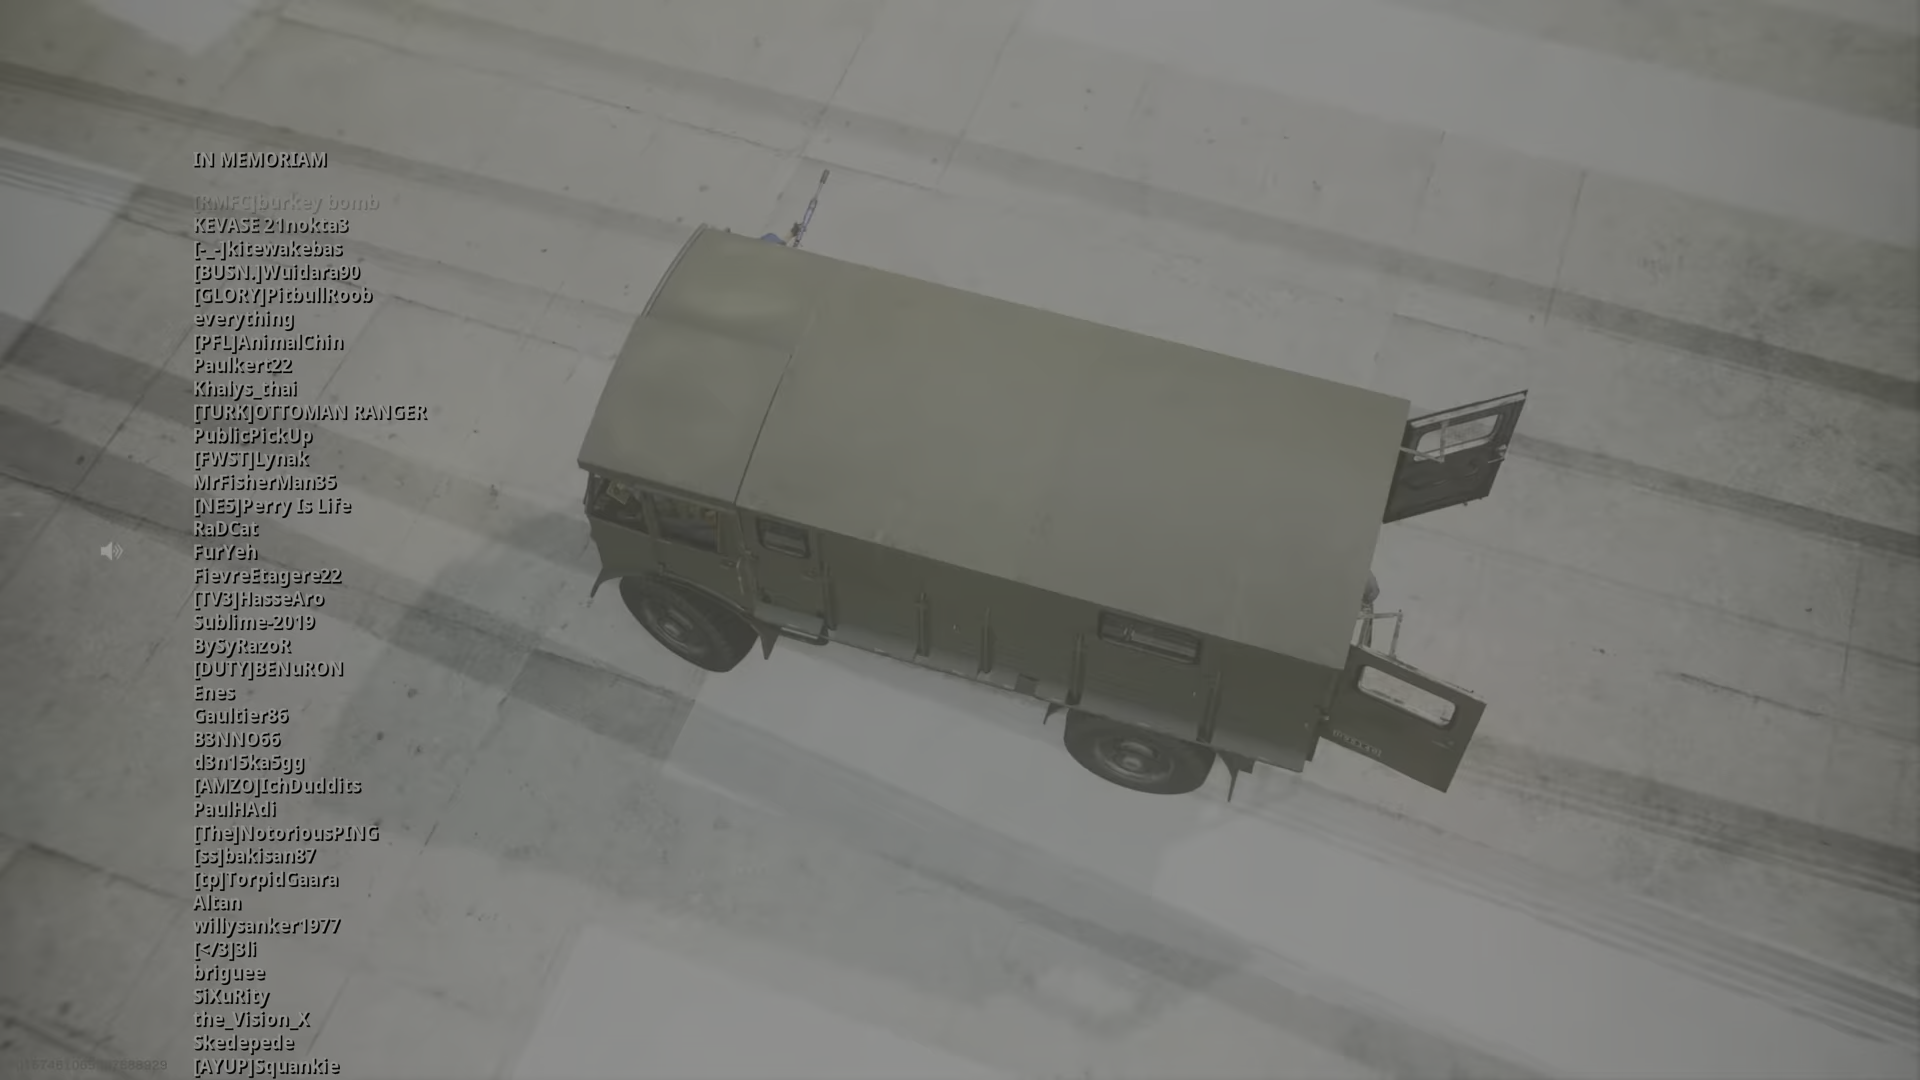 IN MEMORIAM
[RMFC]burkey bomb
KEVASE 21nokta3
[-_-]kitewakebas
[BUSN.]Wuidara90
[GLORY]PitbullRoob
everything
[PFL]AnimalChin
Paulkert22
Khalys_thai
[TURK]OTTOMAN RANGER
PublicPickUp
[FWST]Lynak
MrFisherMan35
[NE5]Perry Is Life
RaDCat
FurYeh
FievreEtagere22
[TV3]HasseAro
Sublime-2019
BySyRazoR
[DUTY]BENuRON
Enes
Gaultier86
B3NNO66
d3n15ka5gg
[AMZO]IchDuddits
PaulHAdi
[The]NotoriousPING
[ss]bakisan87
[tp]TorpidGaara
Altan
willysanker1977
[</3]3li
briguee
SiXuRity
the_Vision_X
Skedepede
[AYUP]Squankie